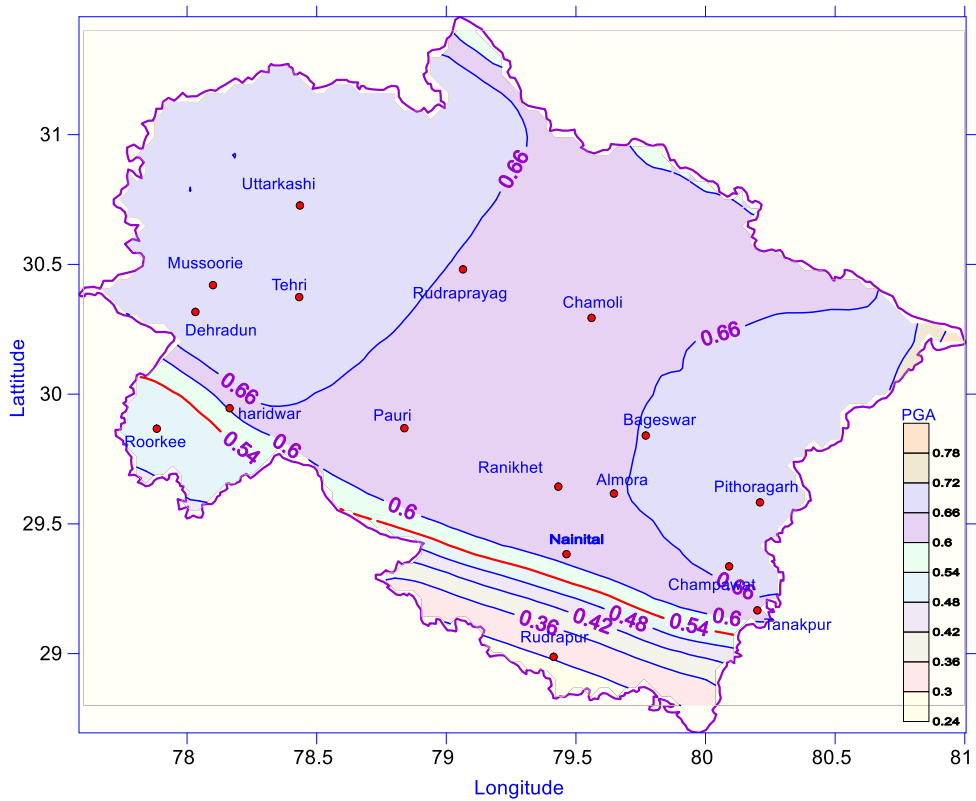 31
30.5
30
29.5
29
Lattitude
78
78.5
79
79.5
80
80.5
81
Longitude
Uttarkashi
0.66
Mussoorie
Tehri
Rudraprayag
Chamoli
Dehradun
0.66
0.66
haridwar
Pauri
Bageswar
Roorkee
0.54
0.6
Ranikhet
Almora
Pithoragarh
0.6
Nainital
Champawat
0.66
0.36
0.42
0.48
0.54
0.6
Tanakpur
Rudrapur
PGA
0.78
0.72
0.66
0.6
0.54
0.48
0.42
0.36
0.3
0.24